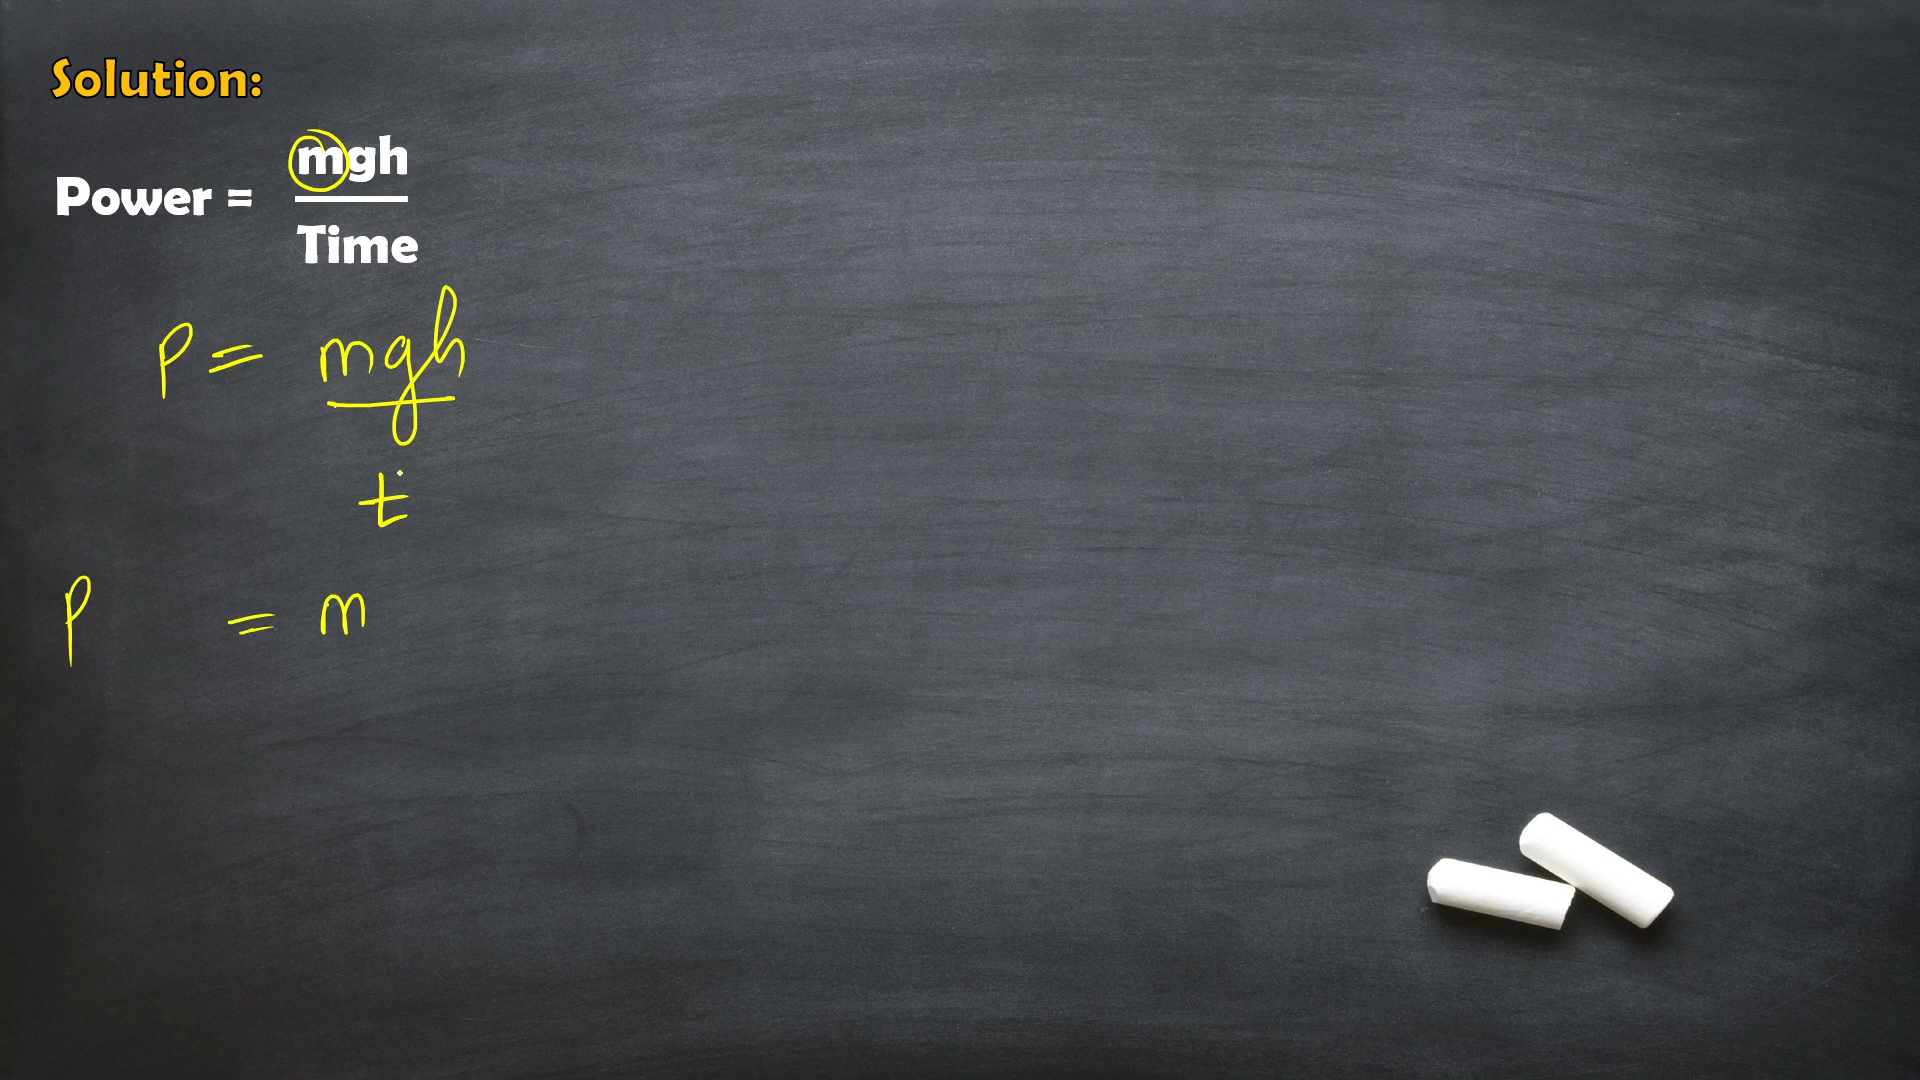 Solution:
Power = mgh
Time
P = mgh
t
P = m